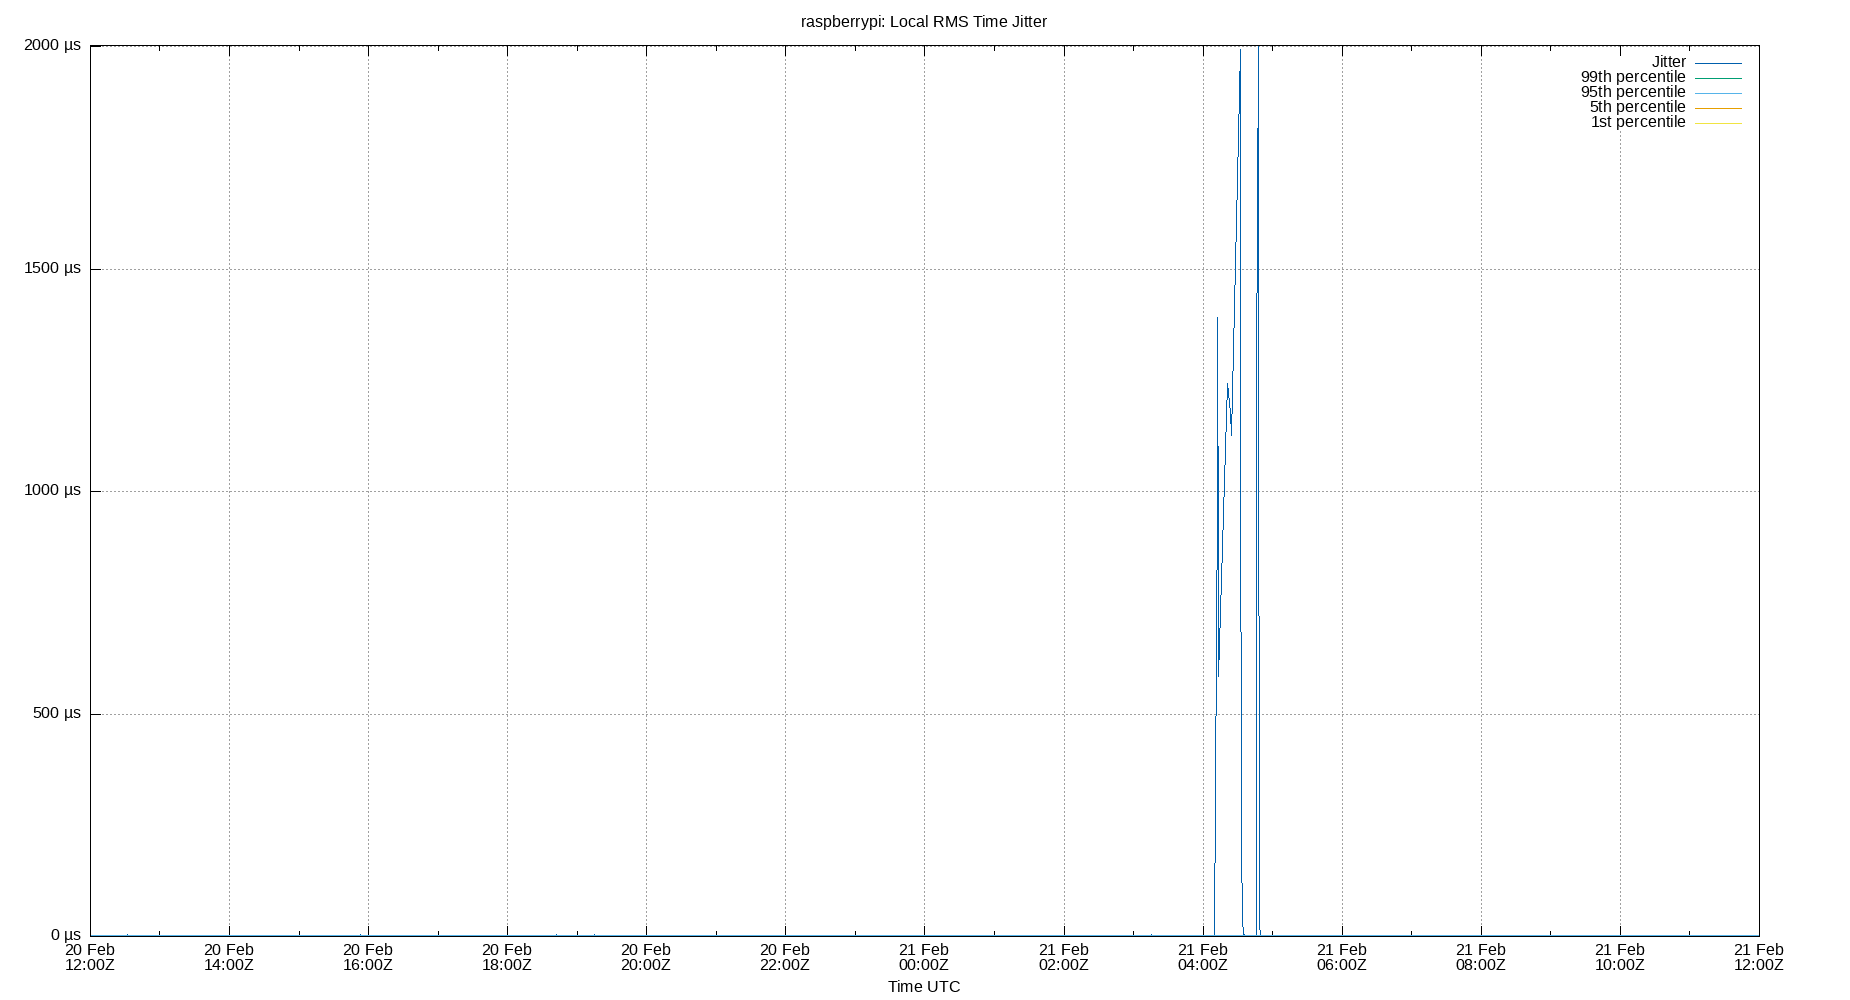 raspberrypi: Local RMS Time Jitter
2000 µs
1500 µs
1000 µs
500 µs
0 µs
Jitter
99th percentile
95th percentile
5th percentile
1st percentile
20 Feb 20 Feb 20 Feb 20 Feb 20 Feb 20 Feb 21 Feb 21 Feb 21 Feb 21 Feb 21 Feb 21 Feb 21 Feb
12:00Z 14:00Z 16:00Z 18:00Z 20:00Z 22:00Z 00:00Z 02:00Z 04:00Z 06:00Z 08:00Z 10:00Z 12:00Z
Time UTC